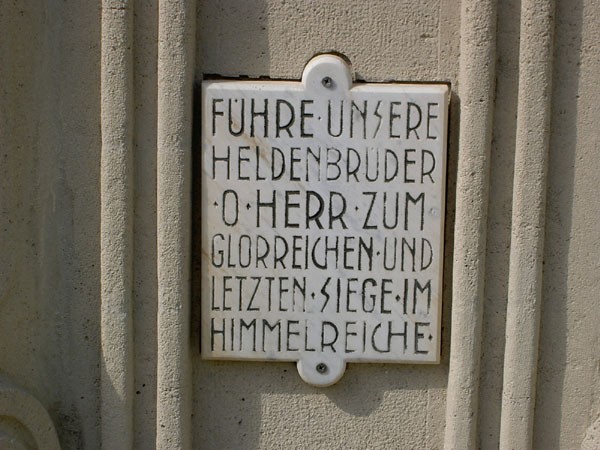 FÜHRE·UNSERE
HELDENBRÜDER
·O·HERR·ZUM
GLORREICHEN·UND
LETZTEN·SIEGE·IM
HIMMELREICHE·